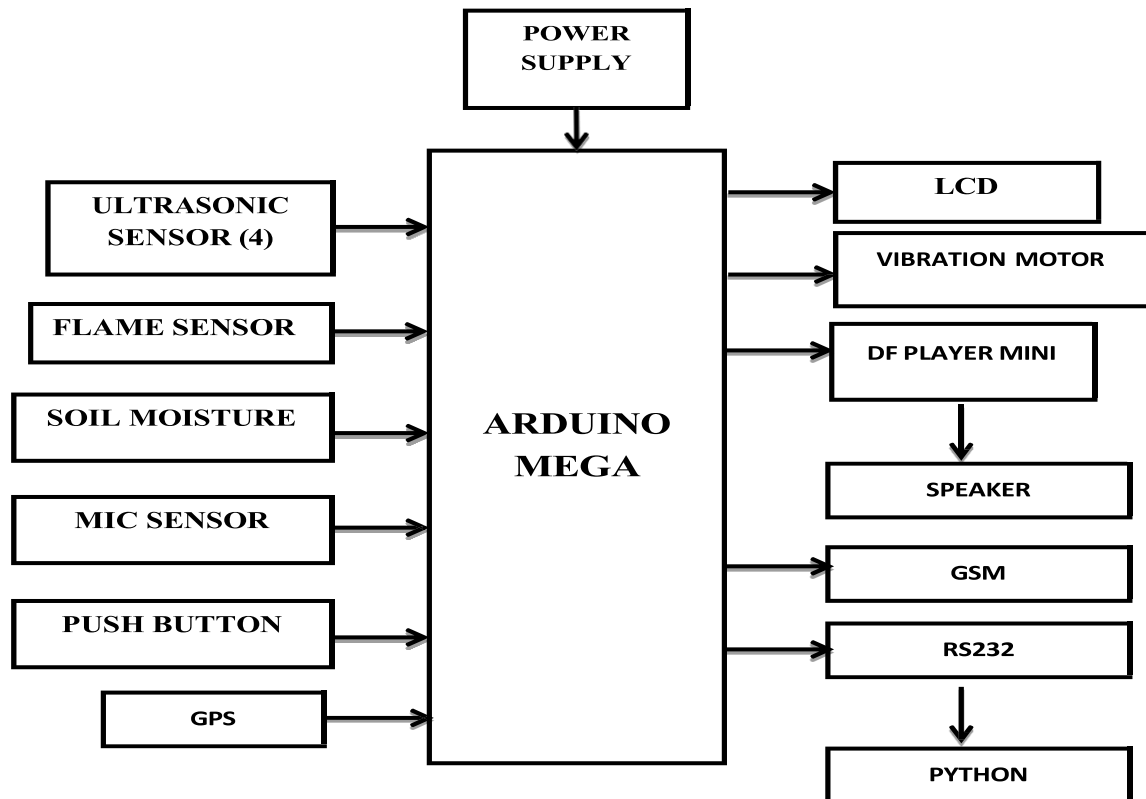 POWER
SUPPLY
ULTRASONIC
SENSOR (4)
FLAME SENSOR
SOIL MOISTURE
MIC SENSOR
PUSH BUTTON
GPS
ARDUINO
MEGA
LCD
VIBRATION MOTOR
DF PLAYER MINI
SPEAKER
GSM
RS232
PYTHON